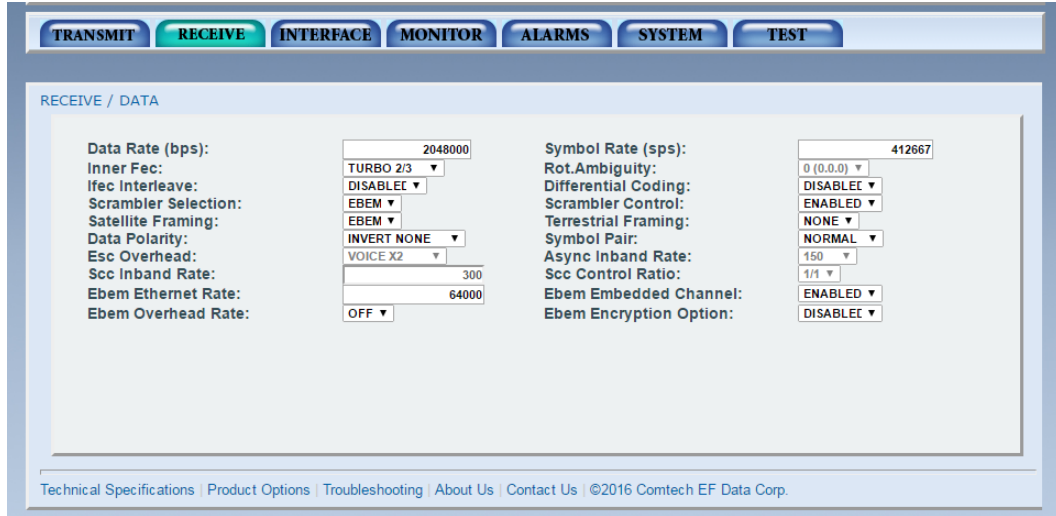 TRANSMIT RECEIVE INTERFACE MONITOR ALARMS SYSTEM TEST
RECEIVE / DATA
Data Rate (bps): 2048000 Symbol Rate (sps): 412667
Inner Fec: TURBO 2/3 Rot.Ambiguity: 0 (0.0.0)
Ifec Interleave: DISABLED Differential Coding: DISABLED
Scrambler Selection: EBEM Scrambler Control: ENABLED
Satellite Framing: EBEM Terrestrial Framing: NONE
Data Polarity: INVERT NONE Symbol Pair: NORMAL
Esc Overhead: VOICE X2 Async Inband Rate: 150
Scc Inband Rate: 300 Scc Control Ratio: 1/1
Ebem Ethernet Rate: 64000 Ebem Embedded Channel: ENABLED
Ebem Overhead Rate: OFF Ebem Encryption Option: DISABLED
Technical Specifications | Product Options | Troubleshooting | About Us | Contact Us | ©2016 Comtech EF Data Corp.